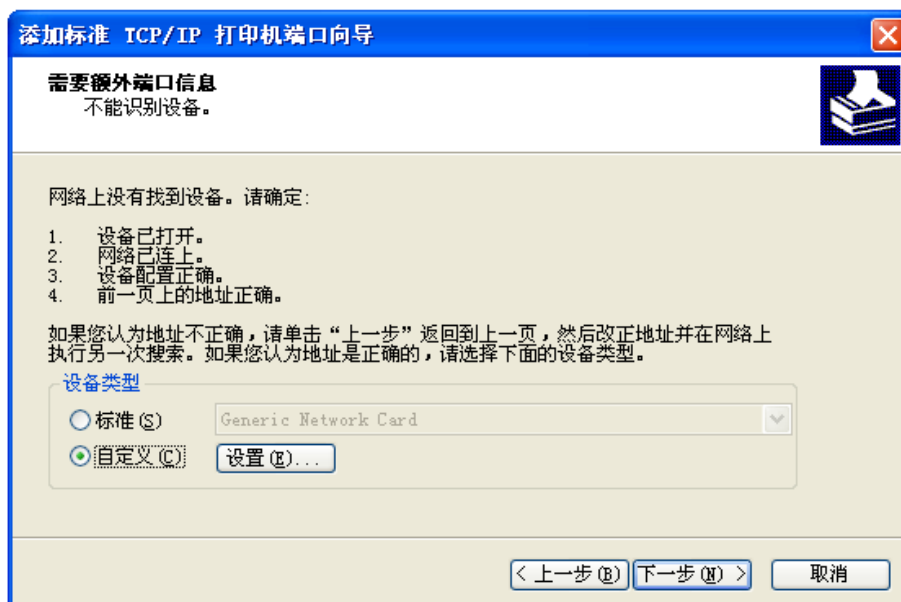 添加标准 TCP/IP 打印机端口向导
需要额外端口信息
不能识别设备。
网络上没有找到设备。请确定:
1. 设备已打开。
2. 网络已连上。
3. 设备配置正确。
4. 前一页上的地址正确。
如果您认为地址不正确，请单击“上一步”返回到上一页，然后改正地址并在网络上
执行另一次搜索。如果您认为地址是正确的，请选择下面的设备类型。
设备类型
标准(S) Generic Network Card
自定义(C) 设置(E)...
< 上一步(B) 下一步(N) > 取消